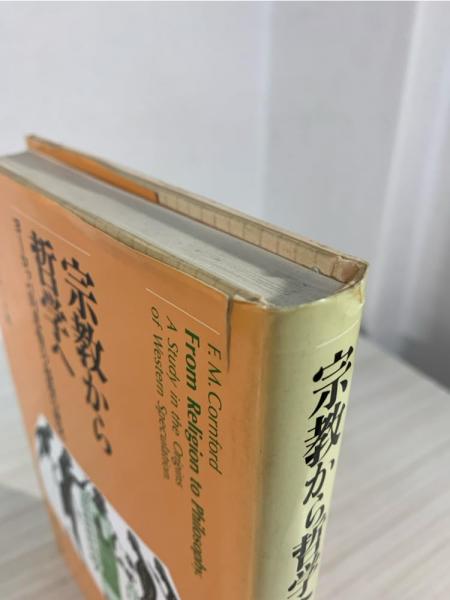 宗教から
哲学へ
F. M. Cornford
From Religion to Philosophy
A Study in the Origins
of Western Speculation
宗教から哲学